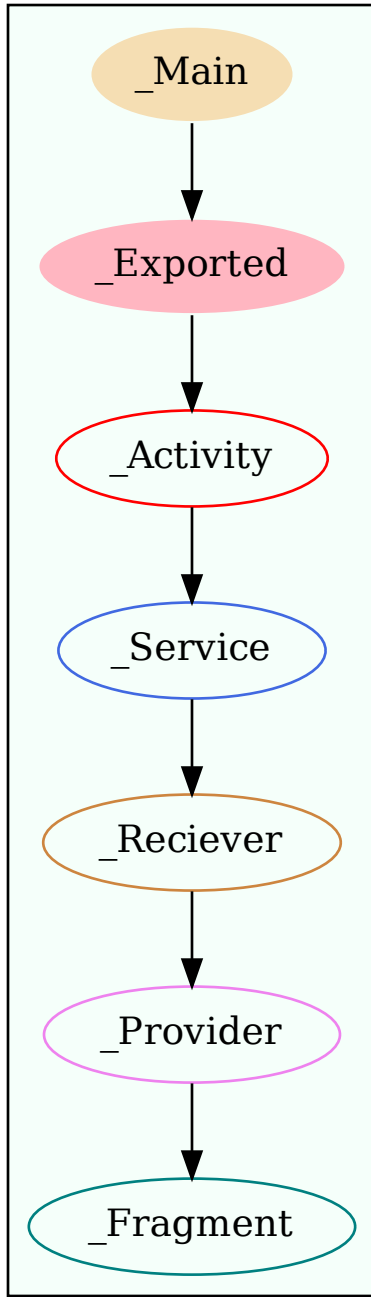 _Main
_Exported
_Activity
_Service
_Reciever
_Provider
_Fragment